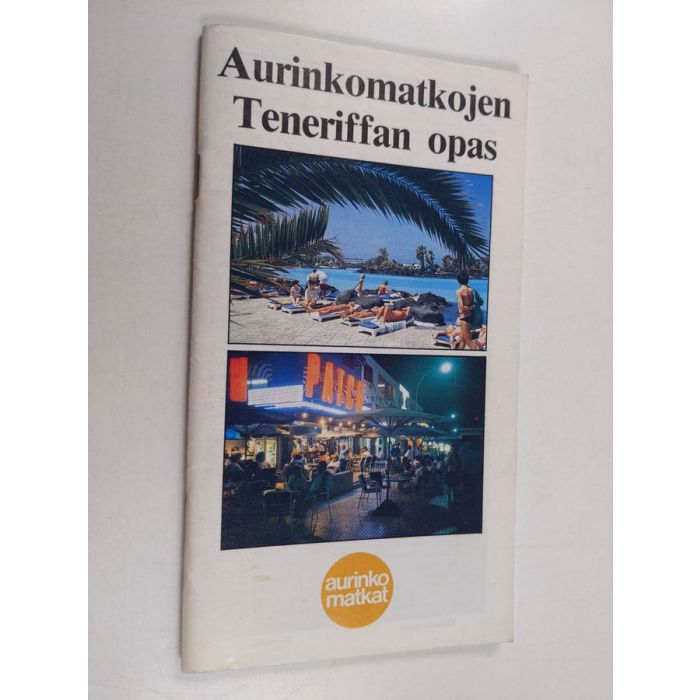 Aurinkomatkojen
Teneriffan opas
aurinko
matkat